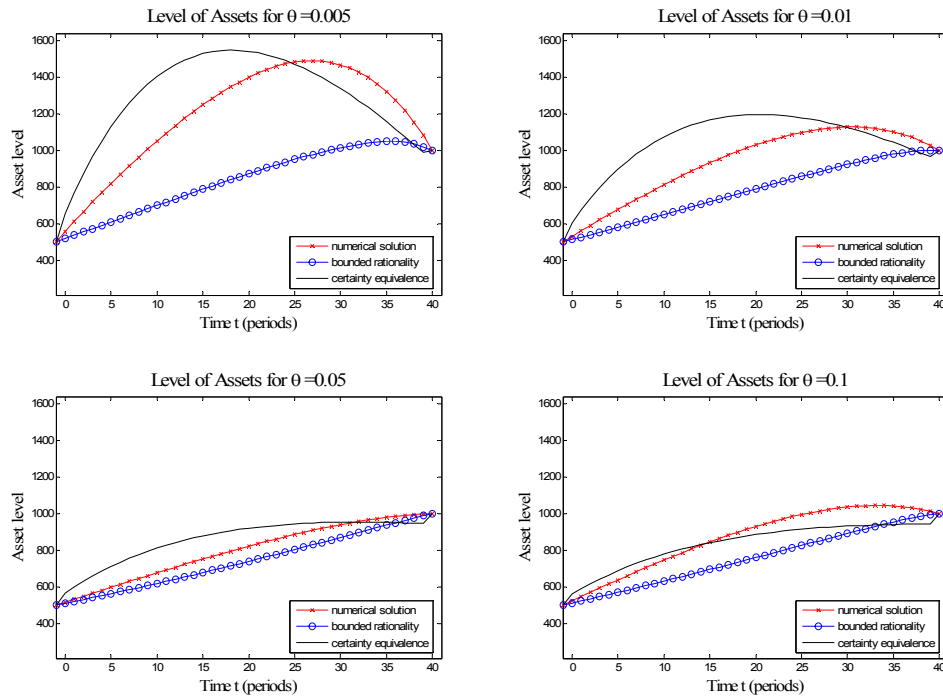 Level of Assets for θ =0.005
1600
1400
1200
1000
800
600
400
Asset level
0 5 10 15 20 25 30 35 40
Time t (periods)
numerical solution
bounded rationality
certainty equivalence
Level of Assets for θ =0.01
1600
1400
1200
1000
800
600
400
Asset level
0 5 10 15 20 25 30 35 40
Time t (periods)
numerical solution
bounded rationality
certainty equivalence
Level of Assets for θ =0.05
1600
1400
1200
1000
800
600
400
Asset level
0 5 10 15 20 25 30 35 40
Time t (periods)
numerical solution
bounded rationality
certainty equivalence
Level of Assets for θ =0.1
1600
1400
1200
1000
800
600
400
Asset level
0 5 10 15 20 25 30 35 40
Time t (periods)
numerical solution
bounded rationality
certainty equivalence